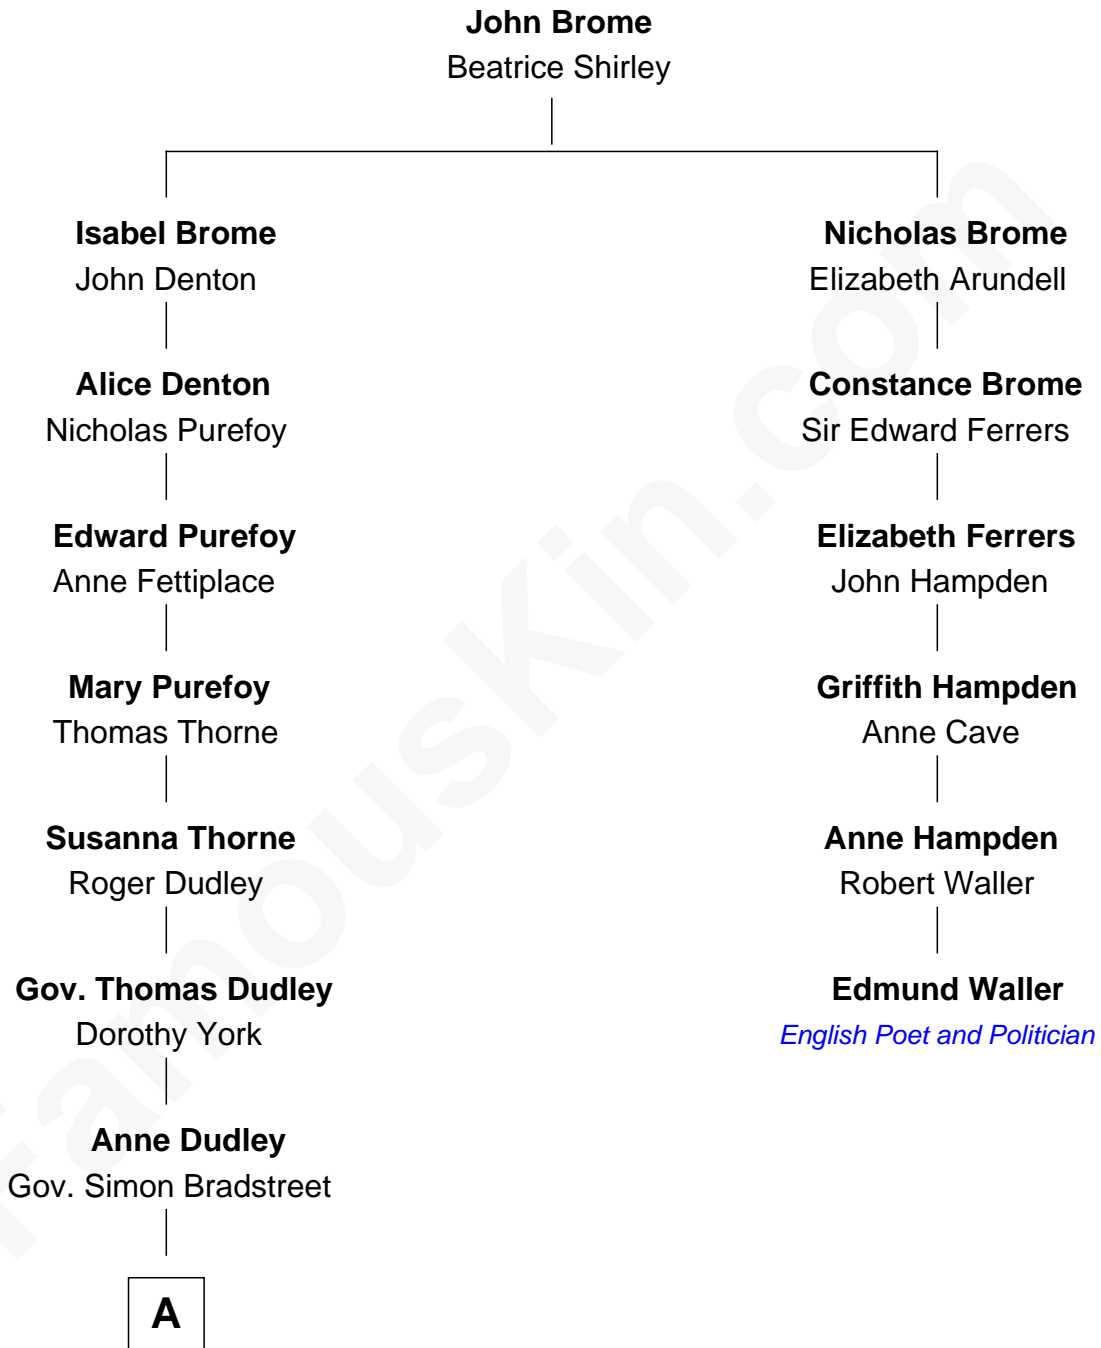 John Brome
Beatrice Shirley
Isabel Brome
John Denton
Nicholas Brome
Elizabeth Arundell
Alice Denton
Nicholas Purefoy
Constance Brome
Sir Edward Ferrers
Edward Purefoy
Anne Fettiplace
Elizabeth Ferrers
John Hampden
Mary Purefoy
Thomas Thorne
Griffith Hampden
Anne Cave
Susanna Thorne
Roger Dudley
Anne Hampden
Robert Waller
Gov. Thomas Dudley
Dorothy York
Edmund Waller
English Poet and Politician
Anne Dudley
Gov. Simon Bradstreet
A
FamousKin.com